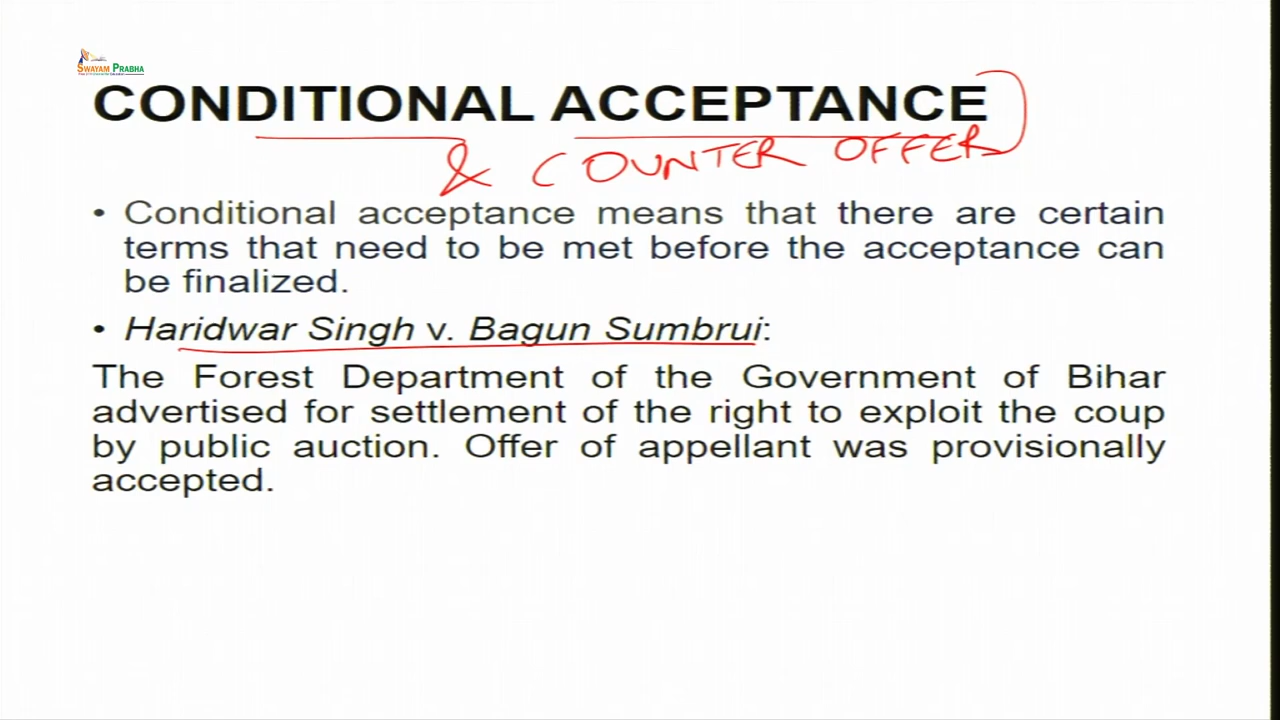 SWAYAM PRABHA
CONDITIONAL ACCEPTANCE
& COUNTER OFFER
• Conditional acceptance means that there are certain
terms that need to be met before the acceptance can
be finalized.
• Haridwar Singh v. Bagun Sumbrui:
The Forest Department of the Government of Bihar
advertised for settlement of the right to exploit the coup
by public auction. Offer of appellant was provisionally
accepted.